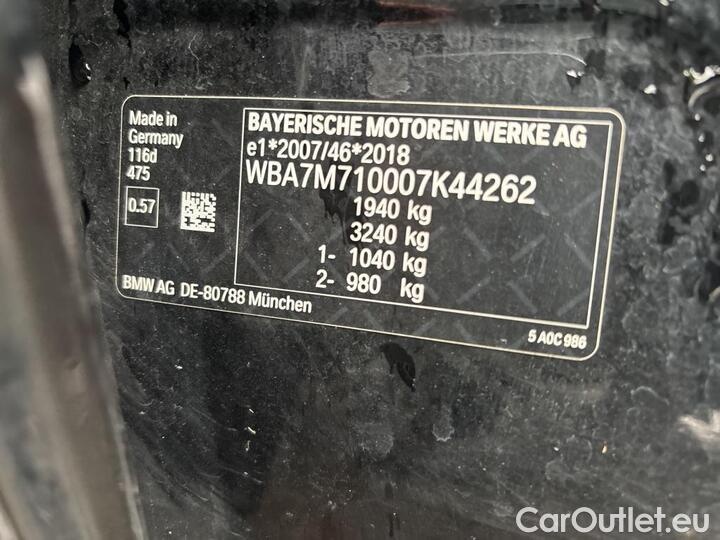 Made in
Germany
116d
475
0.57
BAYERISCHE MOTOREN WERKE AG
e1*2007/46*2018
WBA7M710007K44262
1940 kg
3240 kg
1- 1040 kg
2- 980 kg
BMW AG DE-80788 München
5 A0C 986
CarOutlet.eu